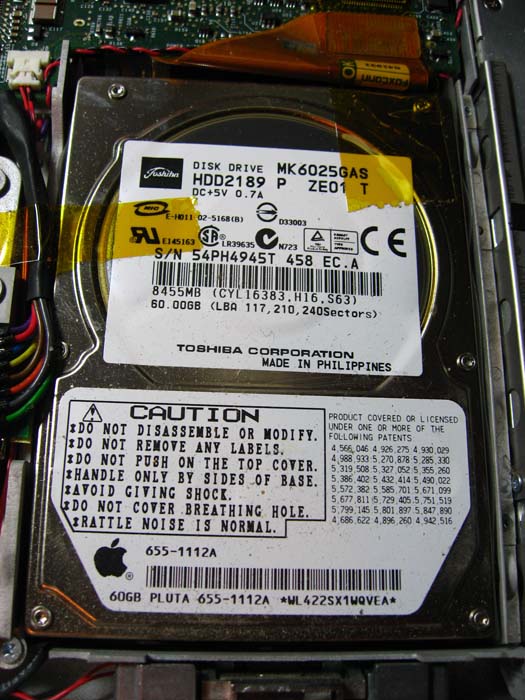 FOXCONN
Toshiba
DISK DRIVE MK6025GAS
HDD2189 P ZE01 T
DC+5V 0.7A
E-H011-02-516B(B)
D33003
E145163
LR39635
N723
CE
S/N 54PH4945T 458 EC.A
8455MB (CYL16383,H16,S63)
60.00GB (LBA 117,210,240Sectors)
TOSHIBA CORPORATION
MADE IN PHILIPPINES
CAUTION
*DO NOT DISASSEMBLE OR MODIFY.
*DO NOT REMOVE ANY LABELS.
*DO NOT PUSH ON THE TOP COVER.
*HANDLE ONLY BY SIDES OF BASE.
*AVOID GIVING SHOCK.
*DO NOT COVER BREATHING HOLE.
*RATTLE NOISE IS NORMAL.
PRODUCT COVERED OR LICENSED
UNDER ONE OR MORE OF THE
FOLLOWING PATENTS
4,566,046 4,926,275 4,930,029
4,988,933 5,270,878 5,285,330
5,319,508 5,327,052 5,355,260
5,386,402 5,432,414 5,490,022
5,572,382 5,585,701 5,671,099
5,677,811 5,729,405 5,751,519
5,799,145 5,801,897 5,847,890
4,686,622 4,896,260 4,942,516
655-1112A
60GB PLUTA 655-1112A *WL422SX1WQVEA*